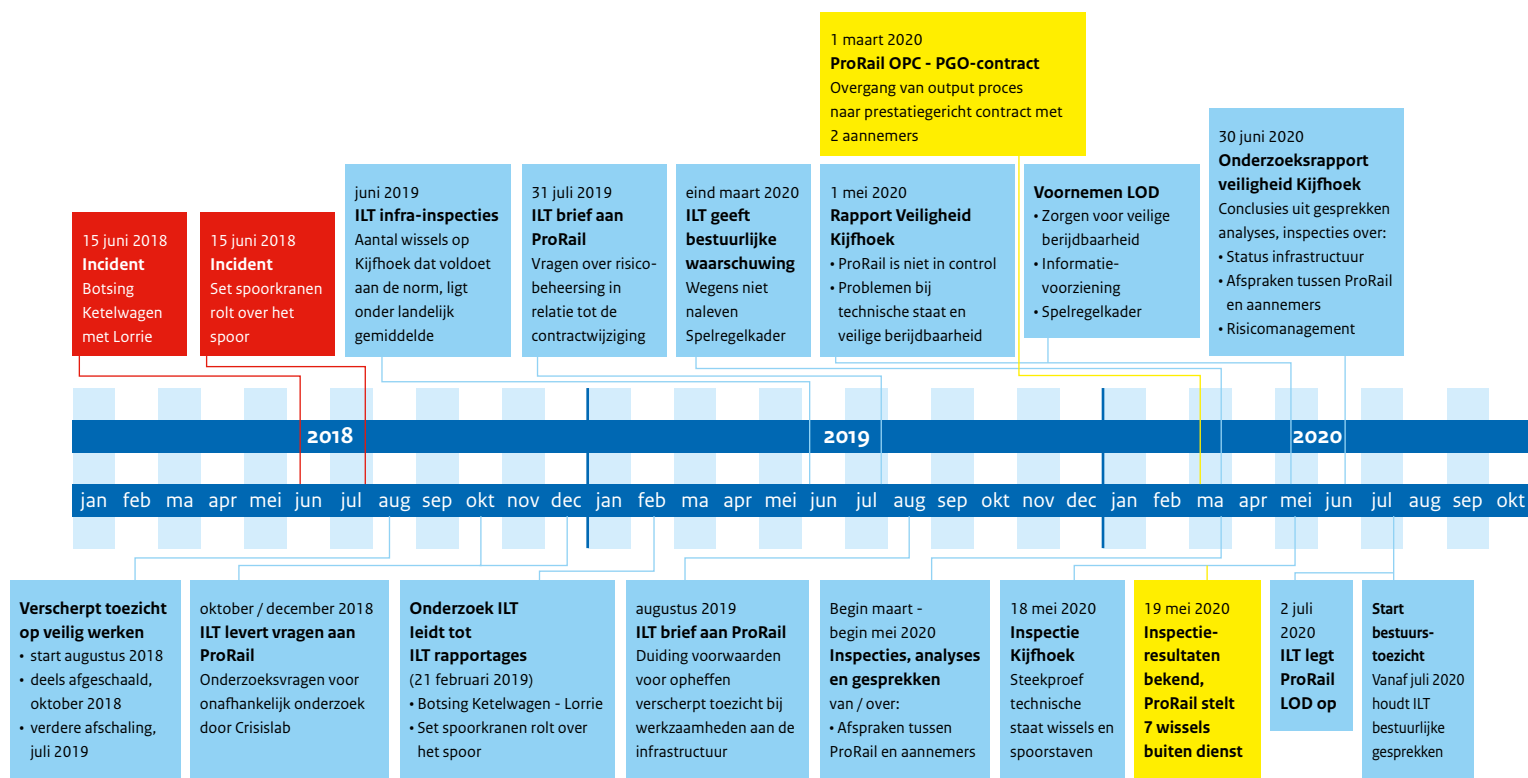 1 maart 2020
ProRail OPC - PGO-contract
Overgang van output proces
naar prestatiegericht contract met
2 aannemers
15 juni 2018
Incident
Botsing
Ketelwagen
met Lorrie
15 juni 2018
Incident
Set spoorkranen
rolt over het
spoor
juni 2019
ILT infra-inspecties
Aantal wissels op
Kijfhoek dat voldoet
aan de norm, ligt
onder landelijk
gemiddelde
31 juli 2019
ILT brief aan
ProRail
Vragen over risico-
beheersing in
relatie tot de
contractwijziging
eind maart 2020
ILT geeft
bestuurlijke
waarschuwing
Wegens niet
naleven
Spelregelkader
1 mei 2020
Rapport Veiligheid
Kijfhoek
• ProRail is niet in control
• Problemen bij
technische staat en
veilige berijdbaarheid
Voornemen LOD
• Zorgen voor veilige
berijdbaarheid
• Informatie-
voorziening
• Spelregelkader
30 juni 2020
Onderzoeksrapport
veiligheid Kijfhoek
Conclusies uit gesprekken
analyses, inspecties over:
• Status infrastructuur
• Afspraken tussen ProRail
en aannemers
• Risicomanagement
2018 2019 2020
jan feb ma apr mei jun jul aug sep okt nov dec jan feb ma apr mei jun jul aug sep okt nov dec jan feb ma apr mei jun jul aug sep okt
Verscherpt toezicht
op veilig werken
• start augustus 2018
• deels afgeschaald,
oktober 2018
• verdere afschaling,
juli 2019
oktober / december 2018
ILT levert vragen aan
ProRail
Onderzoeksvragen voor
onafhankelijk onderzoek
door Crisislab
Onderzoek ILT
leidt tot
ILT rapportages
(21 februari 2019)
• Botsing Ketelwagen - Lorrie
• Set spoorkranen rolt over
het spoor
augustus 2019
ILT brief aan ProRail
Duiding voorwaarden
voor opheffen
verscherpt toezicht bij
werkzaamheden aan de
infrastructuur
Begin maart -
begin mei 2020
Inspecties, analyses
en gesprekken
van / over:
• Afspraken tussen
ProRail en aannemers
18 mei 2020
Inspectie
Kijfhoek
Steekproef
technische
staat wissels en
spoorstaven
19 mei 2020
Inspectie-
resultaten
bekend,
ProRail stelt
7 wissels
buiten dienst
2 juli
2020
ILT legt
ProRail
LOD op
Start
bestuurs-
toezicht
Vanaf juli 2020
houdt ILT
bestuurlijke
gesprekken